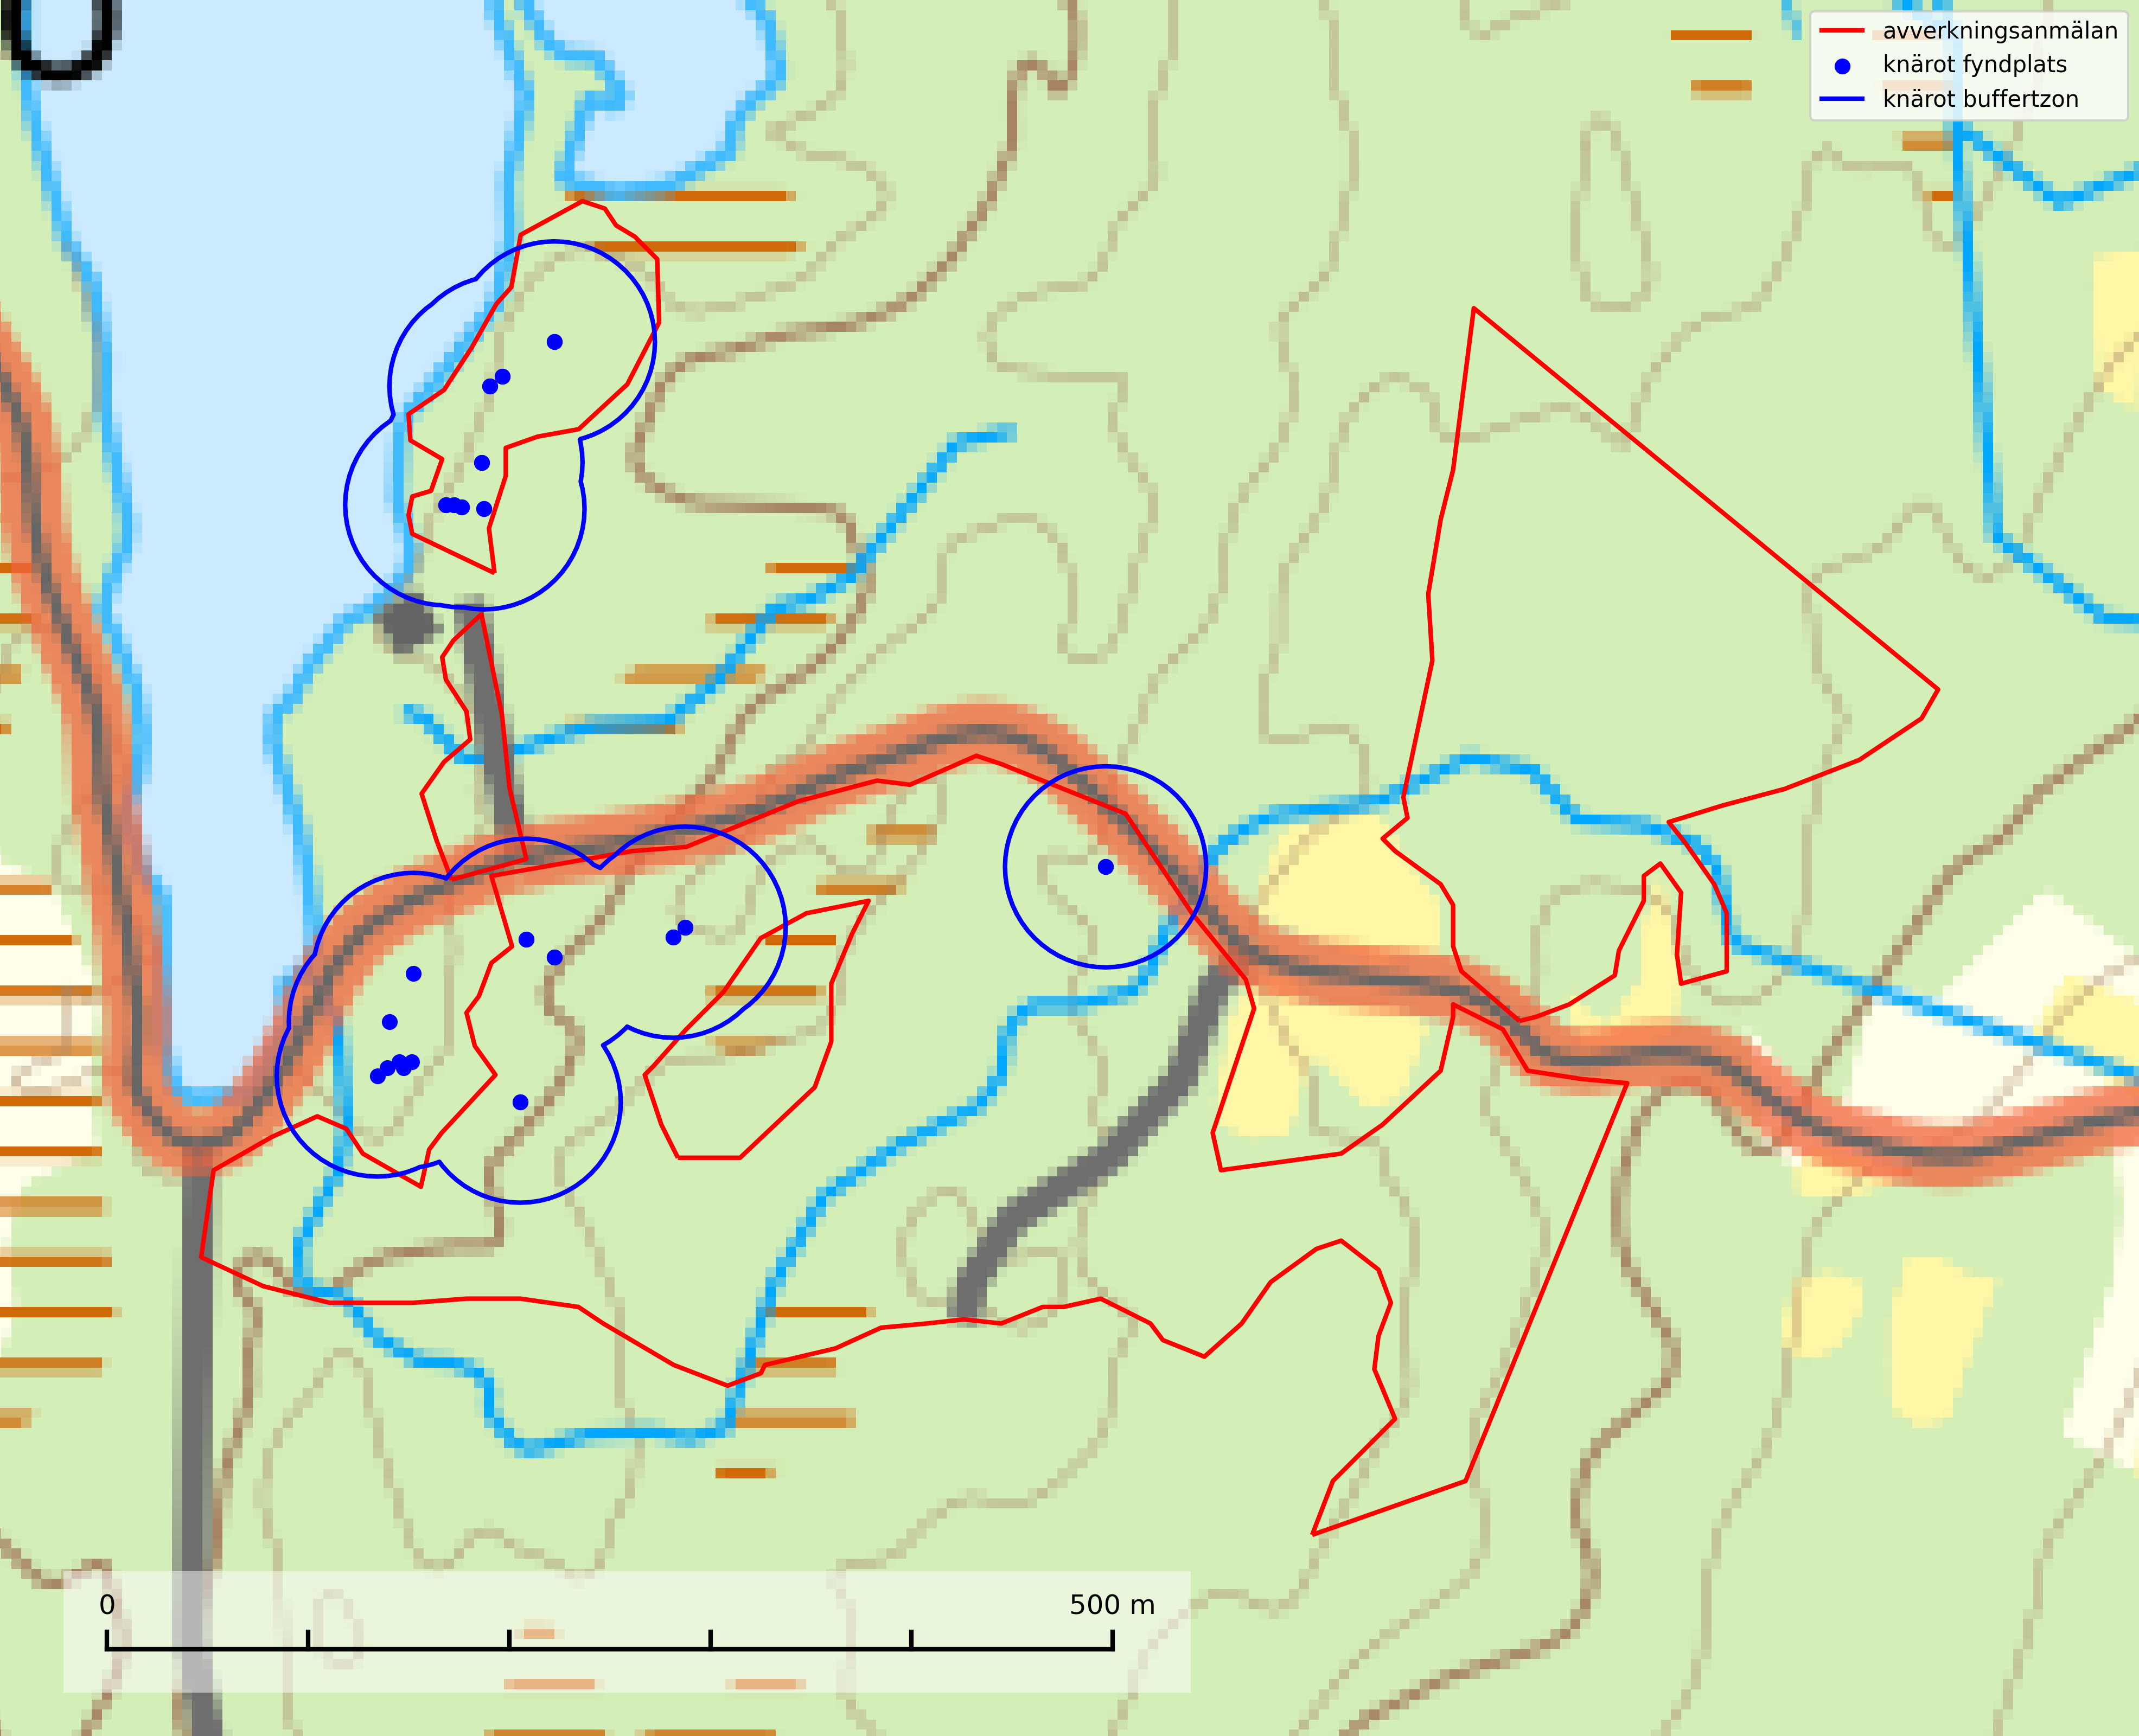 avverkningsanmälan
knärot fyndplats
knärot buffertzon
0 500 m